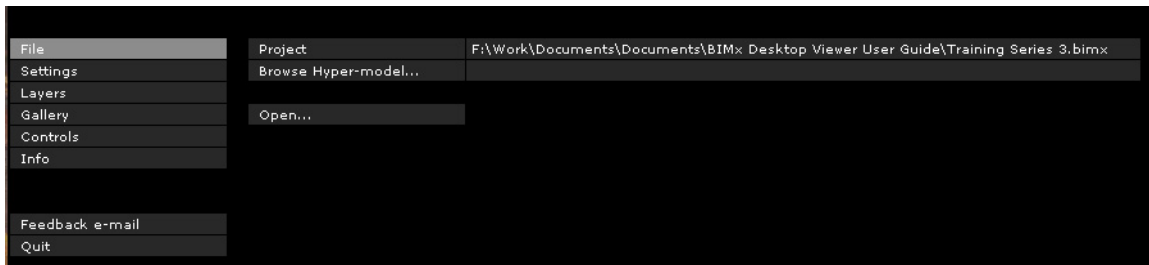 File
Settings
Layers
Gallery
Controls
Info
Feedback e-mail
Quit
Project F:\Work\Documents\Documents\BIMx Desktop Viewer User Guide\Training Series 3.bimx
Browse Hyper-model...
Open...